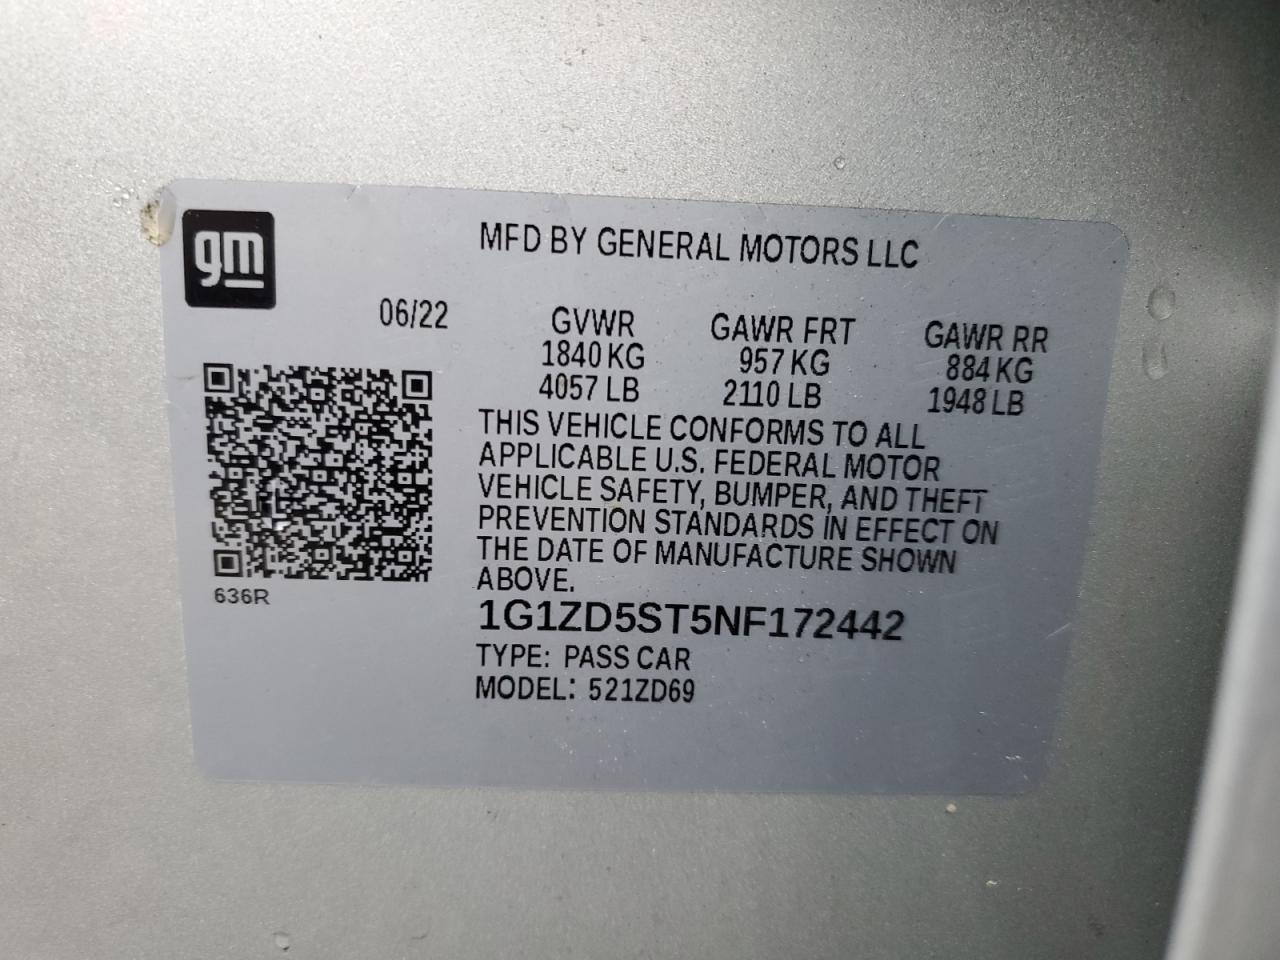 gm
MFD BY GENERAL MOTORS LLC
06/22
GVWR GAWR FRT GAWR RR
1840 KG 957 KG 884 KG
4057 LB 2110 LB 1948 LB
THIS VEHICLE CONFORMS TO ALL
APPLICABLE U.S. FEDERAL MOTOR
VEHICLE SAFETY, BUMPER, AND THEFT
PREVENTION STANDARDS IN EFFECT ON
THE DATE OF MANUFACTURE SHOWN
ABOVE.
636R
1G1ZD5ST5NF172442
TYPE: PASS CAR
MODEL: 521ZD69